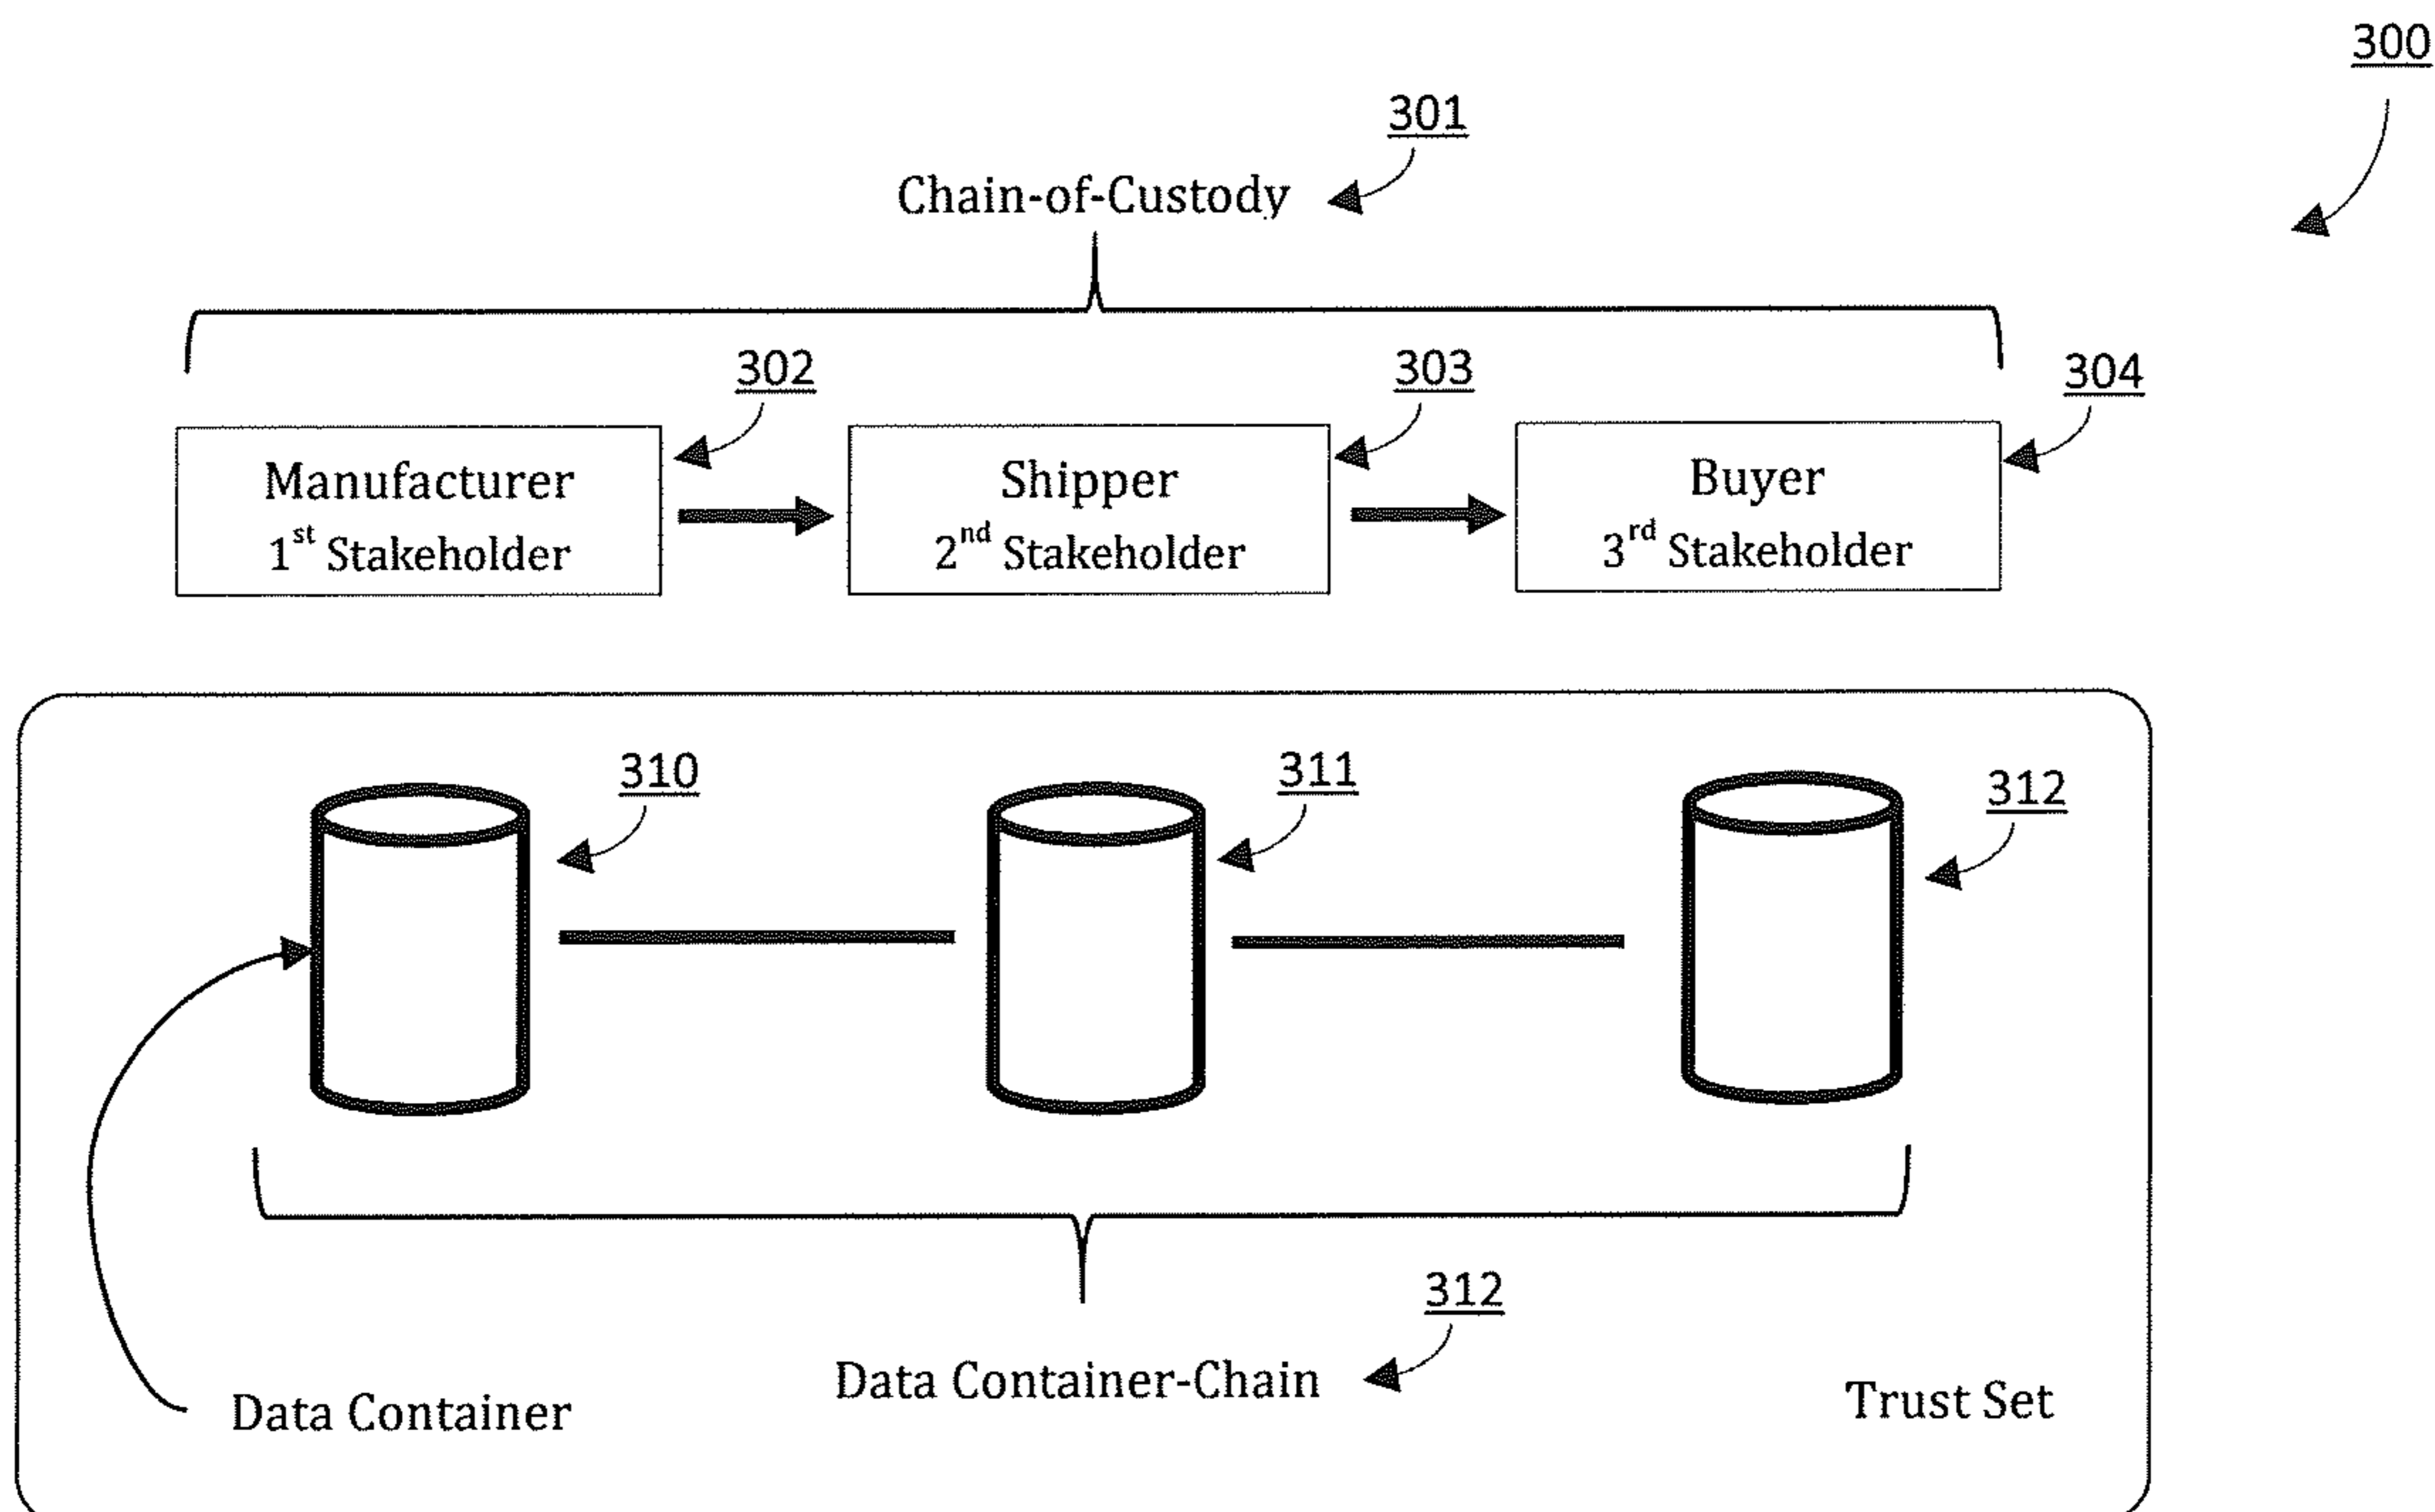 300
301
Chain-of-Custody
302
303
304
Manufacturer
1st Stakeholder
Shipper
2nd Stakeholder
Buyer
3rd Stakeholder
310
311
312
312
Data Container-Chain
Data Container
Trust Set